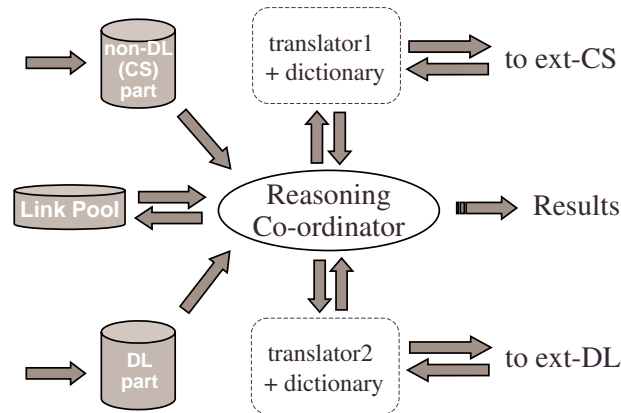 non-DL
(CS)
part
translator1
+ dictionary
to ext-CS
Link Pool
Reasoning
Co-ordinator
Results
DL
part
translator2
+ dictionary
to ext-DL